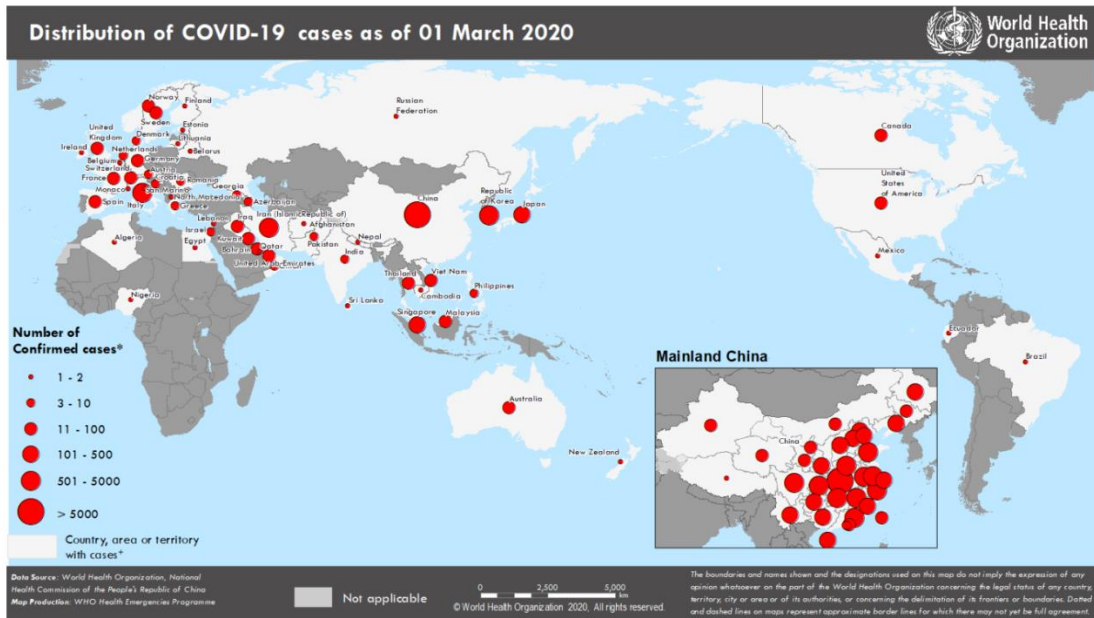 Distribution of COVID-19 cases as of 01 March 2020
World Health
Organization
Norway
Finland
Russian
Federation
Sweden
Estonia
United
Kingdom
Denmark
Lithuania
Ireland
Netherlands
Belarus
Belgium
Germany
Switzerland
Austria
France
Croatia
Romania
Monaco
San Marino
North Macedonia
Spain
Italy
Greece
Georgia
Azerbaijan
Lebanon
Iraq
Iran (Islamic Republic of)
Israel
Afghanistan
Algeria
Egypt
Kuwait
Pakistan
Nepal
Bahrain
Qatar
United Arab Emirates
India
China
Republic
of Korea
Japan
Canada
United
States
of America
Mexico
Thailand
Viet Nam
Cambodia
Philippines
Nigeria
Sri Lanka
Singapore
Malaysia
Ecuador
Brazil
Australia
New Zealand
Number of
Confirmed cases*
1 - 2
3 - 10
11 - 100
101 - 500
501 - 5000
> 5000
Country, area or territory
with cases+
Mainland China
China
Data Source: World Health Organization, National
Health Commission of the People's Republic of China
Map Production: WHO Health Emergencies Programme
Not applicable
0 2,500 5,000
km
© World Health Organization 2020, All rights reserved.
The boundaries and names shown and the designations used on this map do not imply the expression of any
opinion whatsoever on the part of the World Health Organization concerning the legal status of any country,
territory, city or area or of its authorities, or concerning the delimitation of its frontiers or boundaries. Dotted
and dashed lines on maps represent approximate border lines for which there may not yet be full agreement.